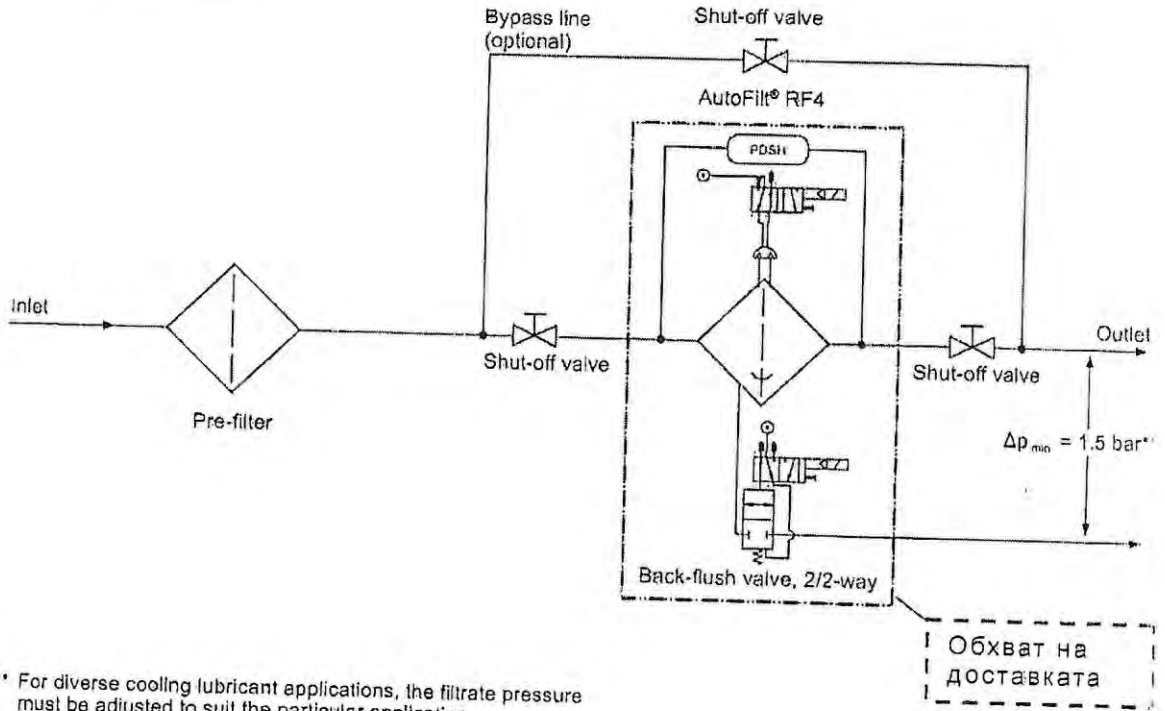 Bypass line
(optional)
Shut-off valve
AutoFilt® RF4
PDSH
Inlet
Pre-filter
Shut-off valve
Shut-off valve
Outlet
Δp min = 1.5 bar*
Back-flush valve, 2/2-way
Обхват на
доставката
* For diverse cooling lubricant applications, the filtrate pressure
must be adjusted to suit the particular application